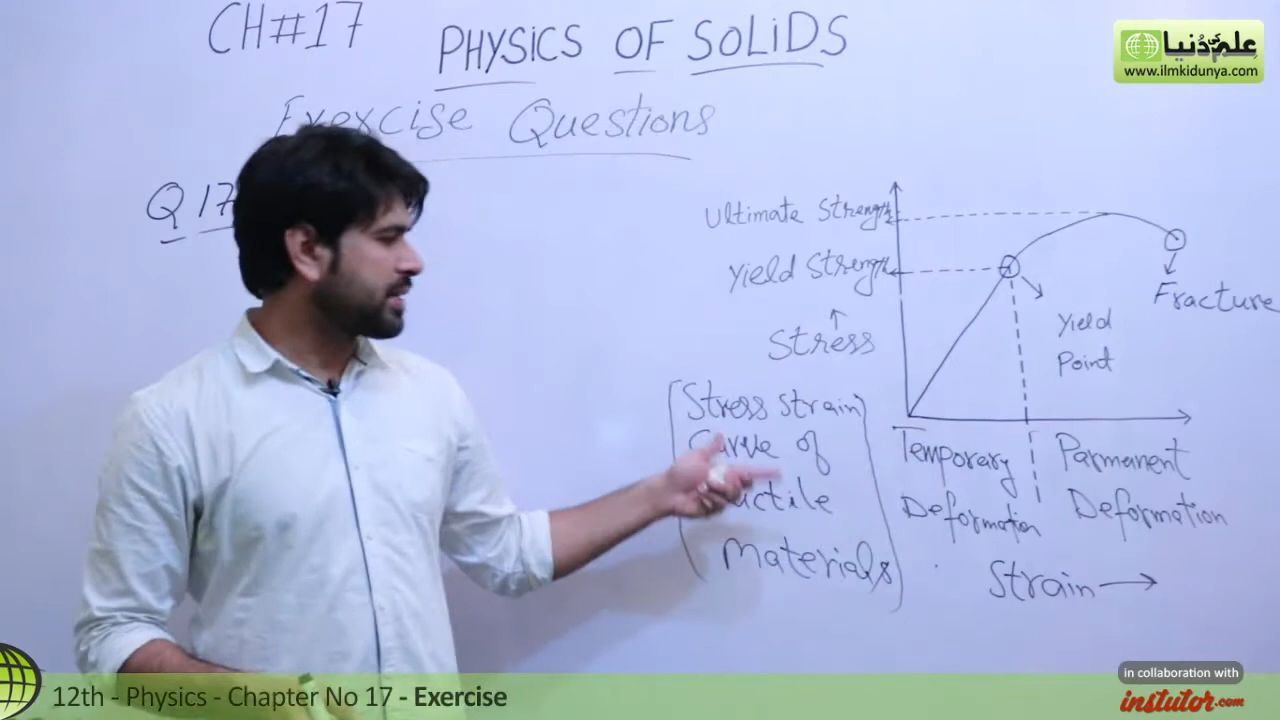 CH#17
PHYSICS OF SOLIDS
علم کی دنیا
www.ilmkidunya.com
Exercise Questions
Q 17
Ultimate Strength
Yield Strength
Fracture
Yield
Point
Stress
Stress Strain
Curve of
Materials
Temporary
Deformation
Parmanent
Deformation
Strain
in collaboration with
instutor.com
12th - Physics - Chapter No 17 - Exercise